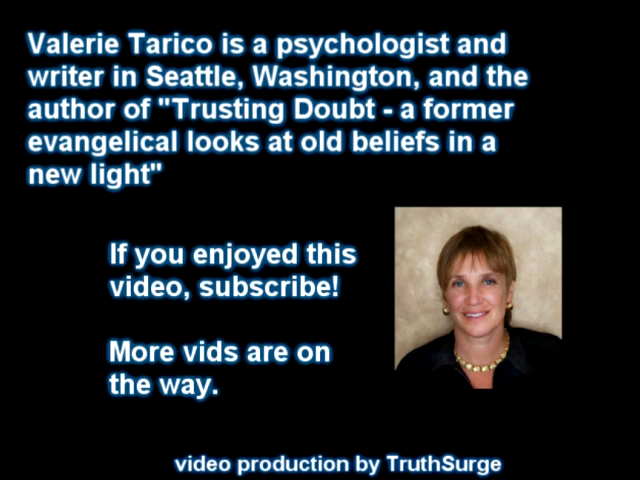 Valerie Tarico is a psychologist and
writer in Seattle, Washington, and the
author of "Trusting Doubt - a former
evangelical looks at old beliefs in a
new light"
If you enjoyed this
video, subscribe!
More vids are on
the way.
video production by TruthSurge